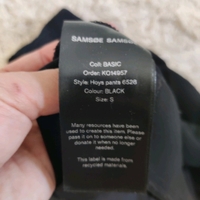 SAMSØE SAMSØE
Coll: BASIC
Order: KO14957
Style: Hoys pants 6528
Colour: BLACK
Size: S
Many resources have been
used to create this item. Please
pass it on to someone else or
donate it when no longer
needed.
This label is made from
recycled yarns.